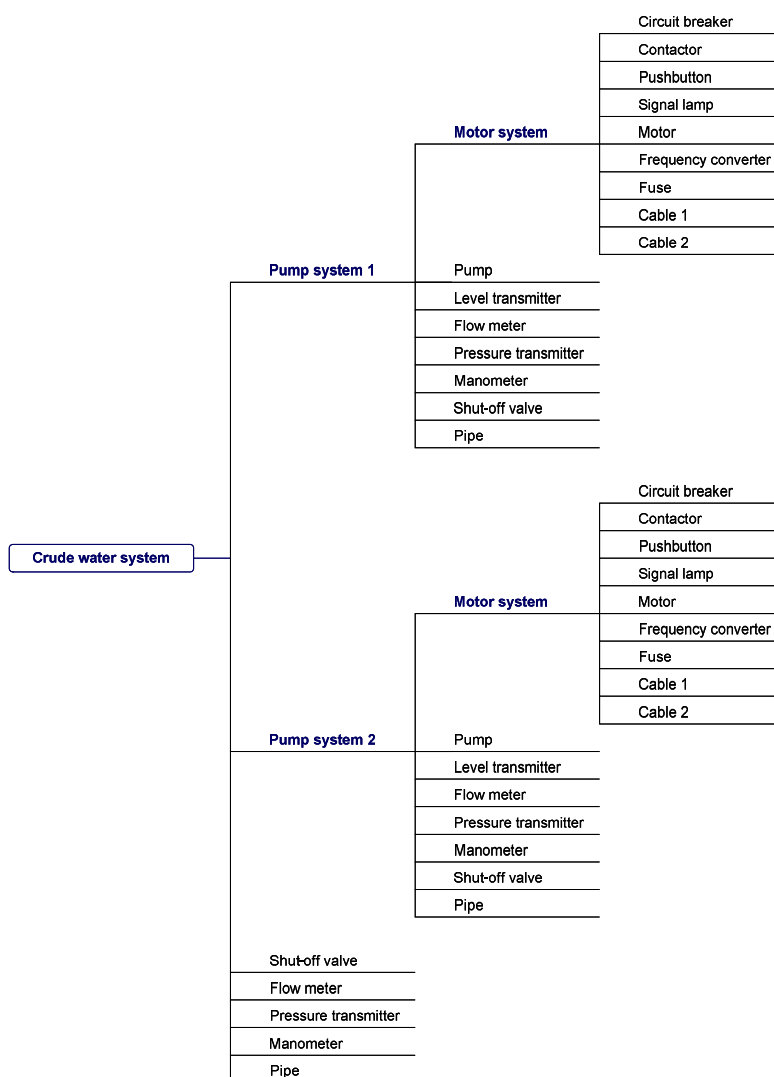 Circuit breaker
Contactor
Pushbutton
Signal lamp
Motor system
Motor
Frequency converter
Fuse
Cable 1
Cable 2
Pump system 1
Pump
Level transmitter
Flow meter
Pressure transmitter
Manometer
Shut-off valve
Pipe
Circuit breaker
Contactor
Crude water system
Pushbutton
Signal lamp
Motor system
Motor
Frequency converter
Fuse
Cable 1
Cable 2
Pump system 2
Pump
Level transmitter
Flow meter
Pressure transmitter
Manometer
Shut-off valve
Pipe
Shut-off valve
Flow meter
Pressure transmitter
Manometer
Pipe